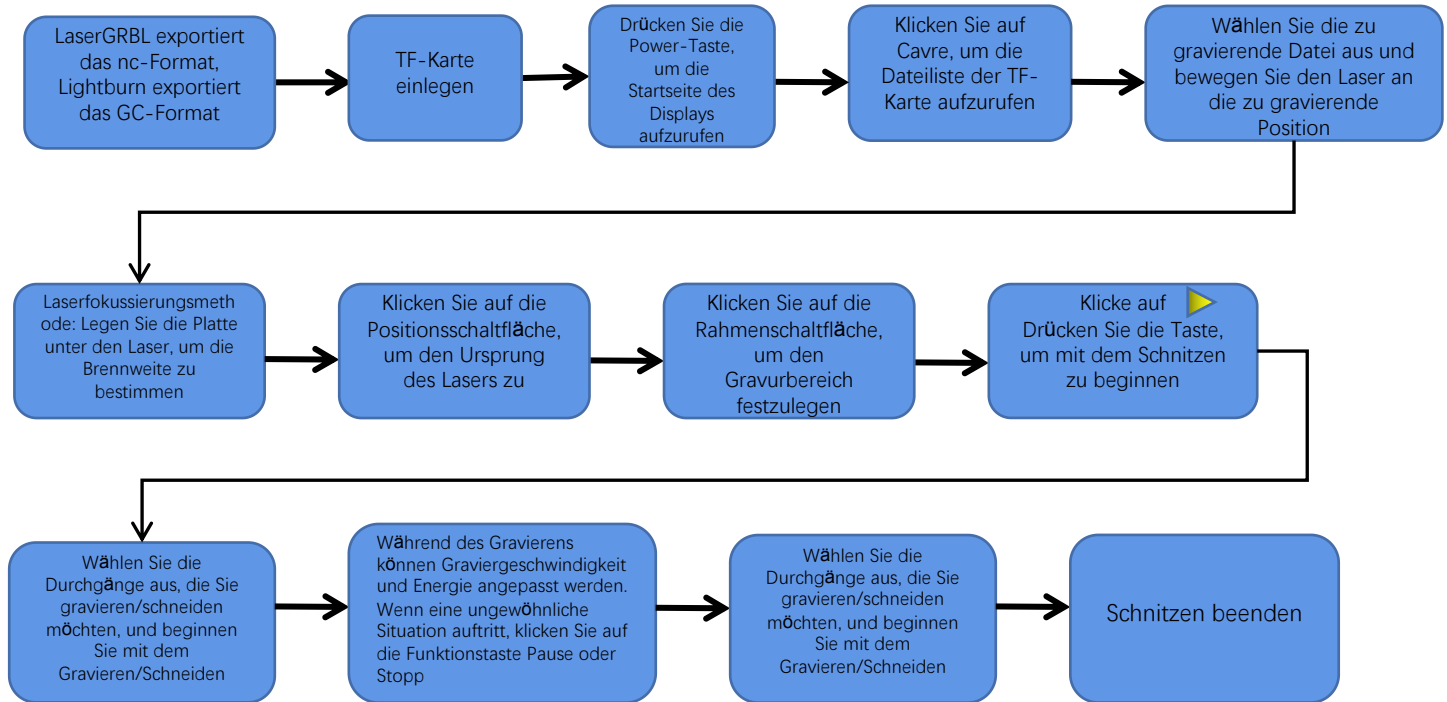 LaserGRBL exportiert
das nc-Format,
Lightburn exportiert
das GC-Format
TF-Karte
einlegen
Drücken Sie die
Power-Taste,
um die
Startseite des
Displays
aufzurufen
Klicken Sie auf
Cavre, um die
Dateiliste der TF-
Karte aufzurufen
Wählen Sie die zu
gravierende Datei aus und
bewegen Sie den Laser an
die zu gravierende
Position
Laserfokussierungsmeth
ode: Legen Sie die Platte
unter den Laser, um die
Brennweite zu
bestimmen
Klicken Sie auf die
Positionsschaltfläche,
um den Ursprung
des Lasers zu
Klicken Sie auf die
Rahmenschaltfläche,
um den
Gravurbereich
festzulegen
Klicke auf
Drücken Sie die Taste,
um mit dem Schnitzen
zu beginnen
Wählen Sie die
Durchgänge aus, die Sie
gravieren/schneiden
möchten, und beginnen
Sie mit dem
Gravieren/Schneiden
Während des Gravierens
können Graviergeschwindigkeit
und Energie angepasst werden.
Wenn eine ungewöhnliche
Situation auftritt, klicken Sie auf
die Funktionstaste Pause oder
Stopp
Wählen Sie die
Durchgänge aus, die Sie
gravieren/schneiden
möchten, und beginnen
Sie mit dem
Gravieren/Schneiden
Schnitzen beenden